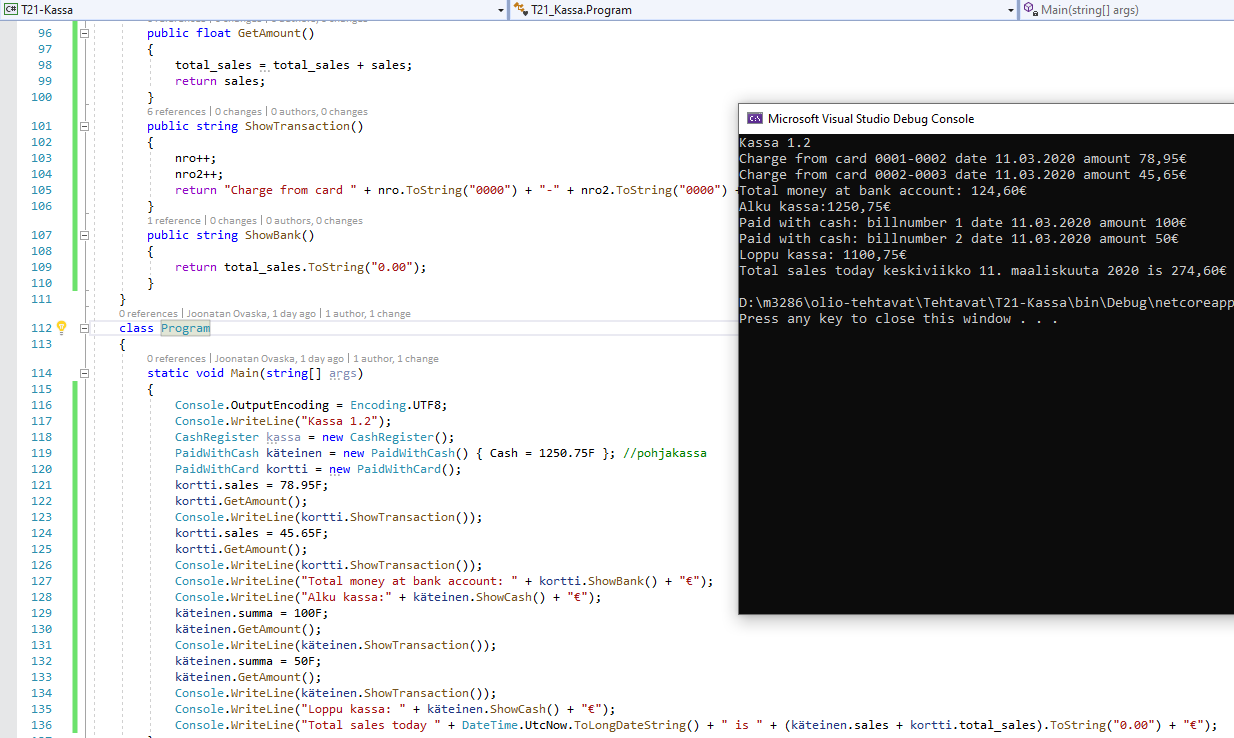 C# T21-Kassa
T21_Kassa.Program
Main(string[] args)
96 public float GetAmount()
97 {
98 total_sales = total_sales + sales;
99 return sales;
100 }
6 references | 0 changes | 0 authors, 0 changes
101 public string ShowTransaction()
102 {
103 nro++;
104 nro2++;
105 return "Charge from card " + nro.ToString("0000") + "-" + nro2.ToString("0000") +
106 }
1 reference | 0 changes | 0 authors, 0 changes
107 public string ShowBank()
108 {
109 return total_sales.ToString("0.00");
110 }
111 }
0 references | Joonatan Ovaska, 1 day ago | 1 author, 1 change
112 class Program
113 {
0 references | Joonatan Ovaska, 1 day ago | 1 author, 1 change
114 static void Main(string[] args)
115 {
116 Console.OutputEncoding = Encoding.UTF8;
117 Console.WriteLine("Kassa 1.2");
118 CashRegister kassa = new CashRegister();
119 PaidWithCash käteinen = new PaidWithCash() { Cash = 1250.75F }; //pohjakassa
120 PaidWithCard kortti = new PaidWithCard();
121 kortti.sales = 78.95F;
122 kortti.GetAmount();
123 Console.WriteLine(kortti.ShowTransaction());
124 kortti.sales = 45.65F;
125 kortti.GetAmount();
126 Console.WriteLine(kortti.ShowTransaction());
127 Console.WriteLine("Total money at bank account: " + kortti.ShowBank() + "€");
128 Console.WriteLine("Alku kassa:" + käteinen.ShowCash() + "€");
129 käteinen.summa = 100F;
130 käteinen.GetAmount();
131 Console.WriteLine(käteinen.ShowTransaction());
132 käteinen.summa = 50F;
133 käteinen.GetAmount();
134 Console.WriteLine(käteinen.ShowTransaction());
135 Console.WriteLine("Loppu kassa: " + käteinen.ShowCash() + "€");
136 Console.WriteLine("Total sales today " + DateTime.UtcNow.ToLongDateString() + " is " + (käteinen.sales + kortti.total_sales).ToString("0.00") + "€");
Microsoft Visual Studio Debug Console
Kassa 1.2
Charge from card 0001-0002 date 11.03.2020 amount 78,95€
Charge from card 0002-0003 date 11.03.2020 amount 45,65€
Total money at bank account: 124,60€
Alku kassa:1250,75€
Paid with cash: billnumber 1 date 11.03.2020 amount 100€
Paid with cash: billnumber 2 date 11.03.2020 amount 50€
Loppu kassa: 1100,75€
Total sales today keskiviikko 11. maaliskuuta 2020 is 274,60€
D:\m3286\olio-tehtavat\Tehtavat\T21-Kassa\bin\Debug\netcoreapp
Press any key to close this window . . .